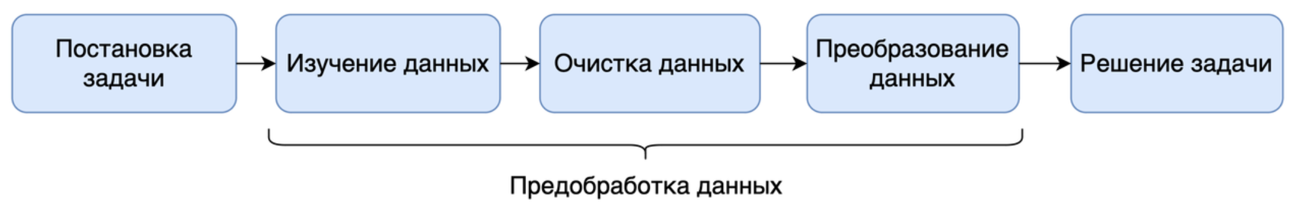 Постановка
задачи
Изучение данных
Очистка данных
Преобразование
данных
Решение задачи
Предобработка данных